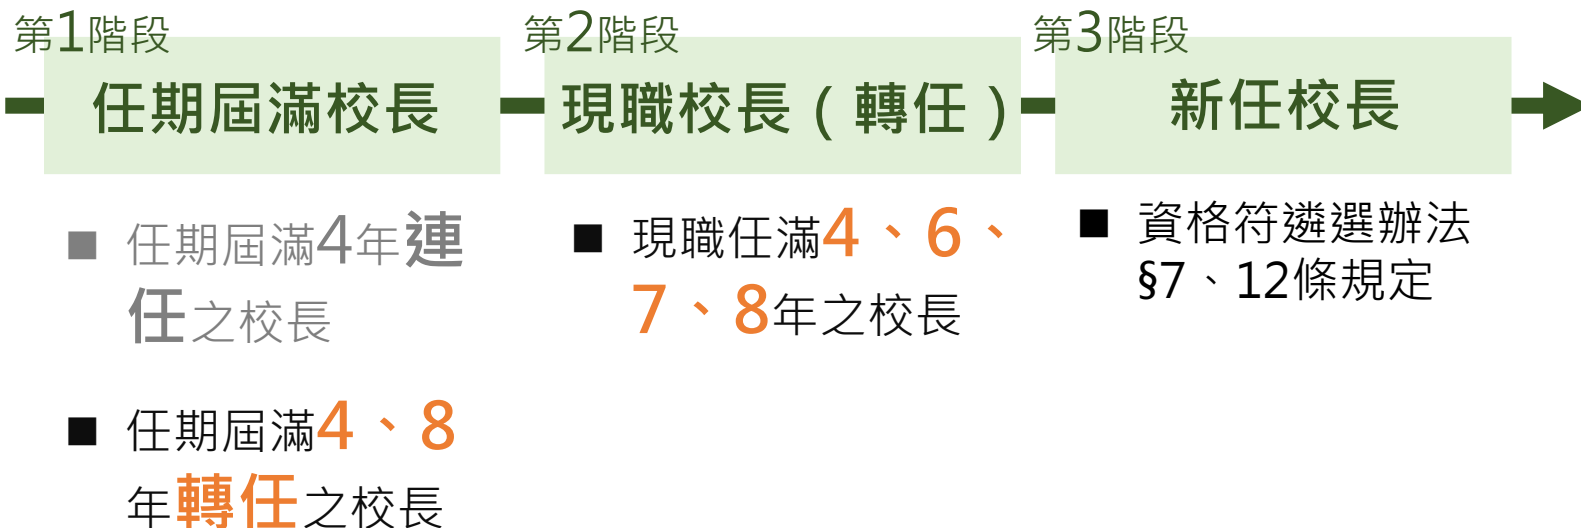 第1階段
任期屆滿校長
■ 任期屆滿4年連
任之校長
■ 任期屆滿4、8
年轉任之校長
第2階段
現職校長（轉任）
■ 現職任滿4、6、
7、8年之校長
第3階段
新任校長
■ 資格符遴選辦法
§7、12條規定